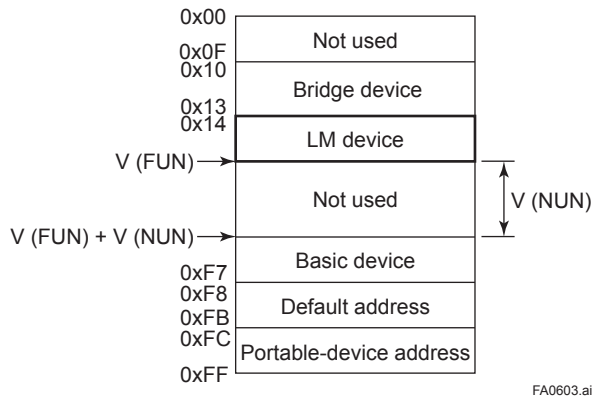 0x00
Not used
0x0F
0x10
Bridge device
0x13
0x14
LM device
V (FUN)
Not used
V (NUN)
V (FUN) + V (NUN)
Basic device
0xF7
0xF8
Default address
0xFB
0xFC
Portable-device address
0xFF
FA0603.ai